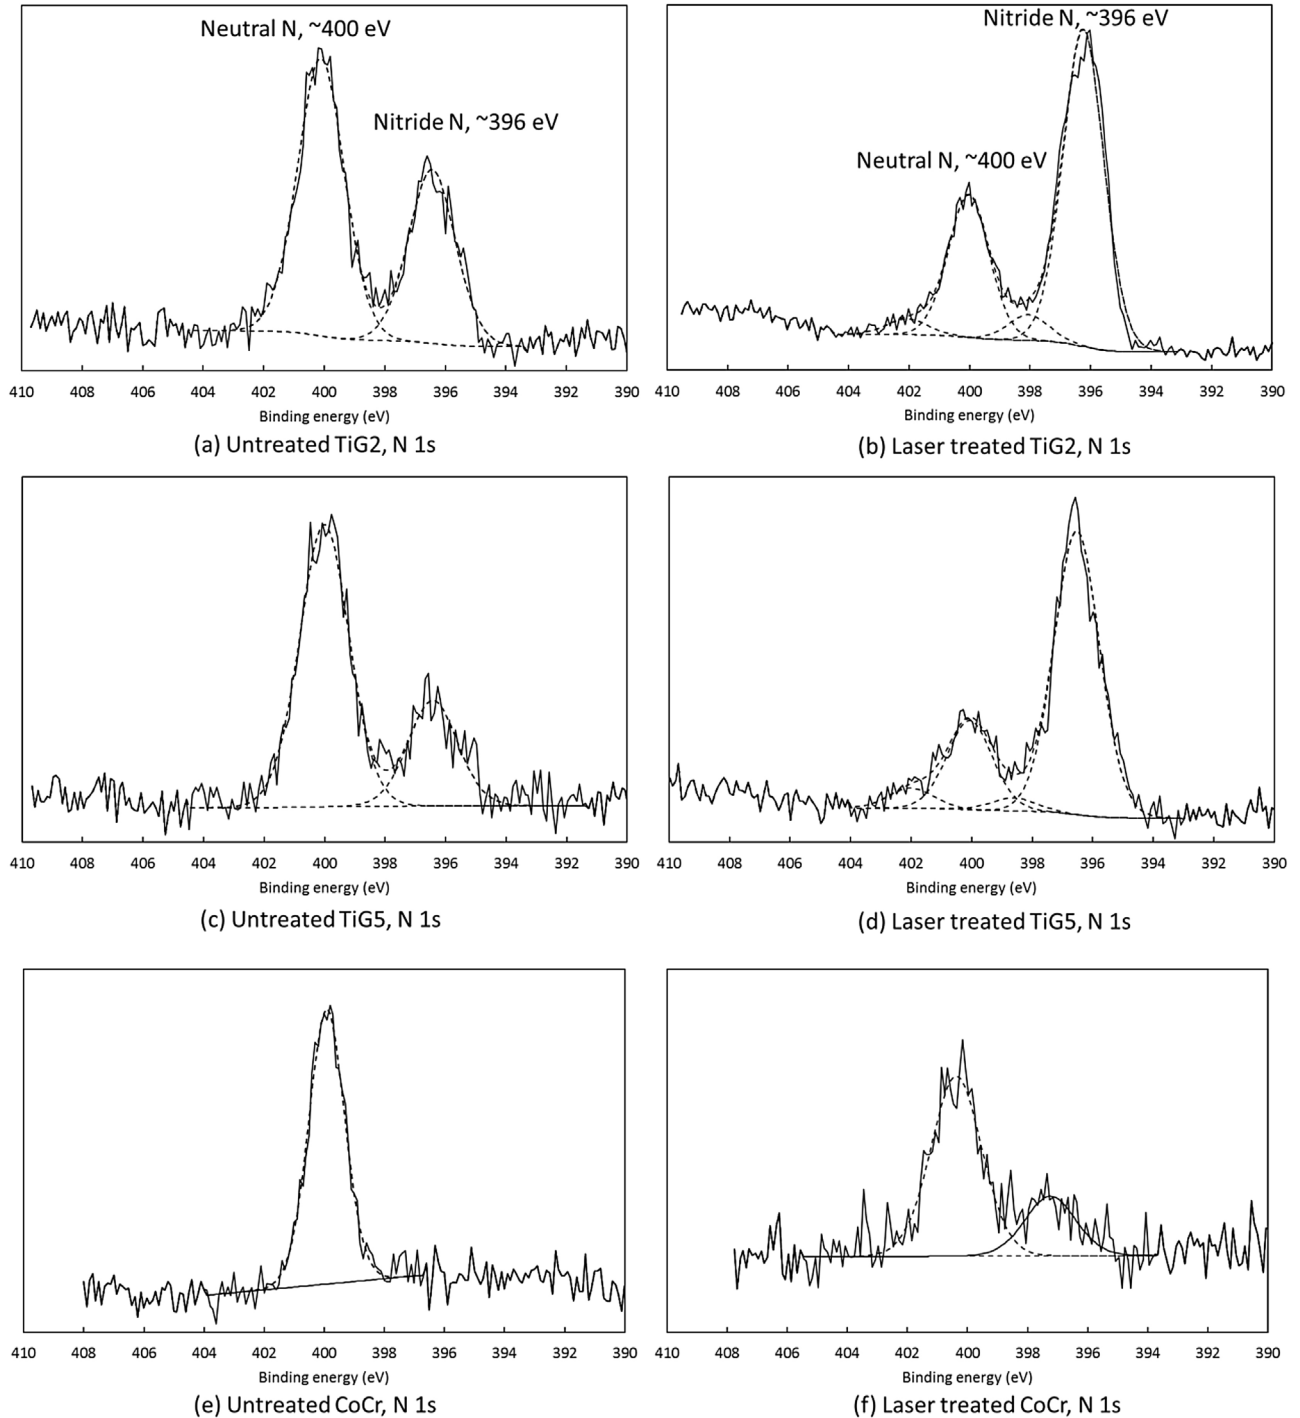 Neutral N, ~400 eV
Nitride N, ~396 eV
410 408 406 404 402 400 398 396 394 392 390
Binding energy (eV)
(a) Untreated TiG2, N 1s
Nitride N, ~396 eV
Neutral N, ~400 eV
410 408 406 404 402 400 398 396 394 392 390
Binding energy (eV)
(b) Laser treated TiG2, N 1s
410 408 406 404 402 400 398 396 394 392 390
Binding energy (eV)
(c) Untreated TiG5, N 1s
410 408 406 404 402 400 398 396 394 392 390
Binding energy (eV)
(d) Laser treated TiG5, N 1s
410 408 406 404 402 400 398 396 394 392 390
Binding energy (eV)
(e) Untreated CoCr, N 1s
410 408 406 404 402 400 398 396 394 392 390
Binding energy (eV)
(f) Laser treated CoCr, N 1s